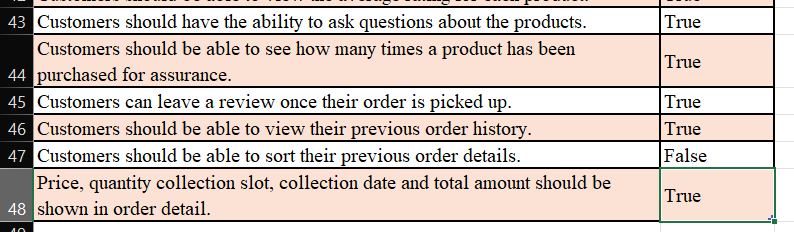 43 Customers should have the ability to ask questions about the products. True
Customers should be able to see how many times a product has been
44 purchased for assurance. True
45 Customers can leave a review once their order is picked up. True
46 Customers should be able to view their previous order history. True
47 Customers should be able to sort their previous order details. False
Price, quantity collection slot, collection date and total amount should be
48 shown in order detail. True